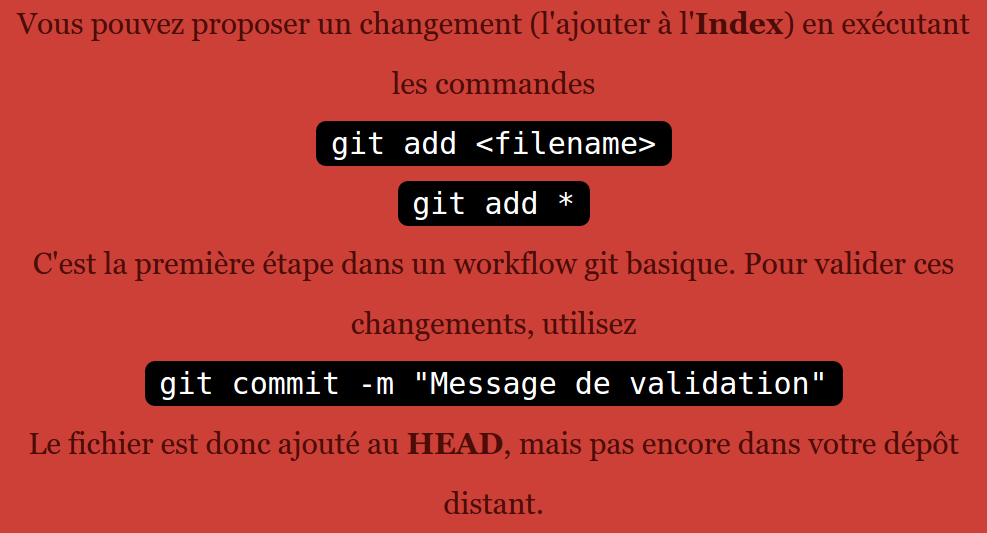 Vous pouvez proposer un changement (l'ajouter à l'Index) en exécutant
les commandes
git add <filename>
git add *
C'est la première étape dans un workflow git basique. Pour valider ces
changements, utilisez
git commit -m "Message de validation"
Le fichier est donc ajouté au HEAD, mais pas encore dans votre dépôt
distant.